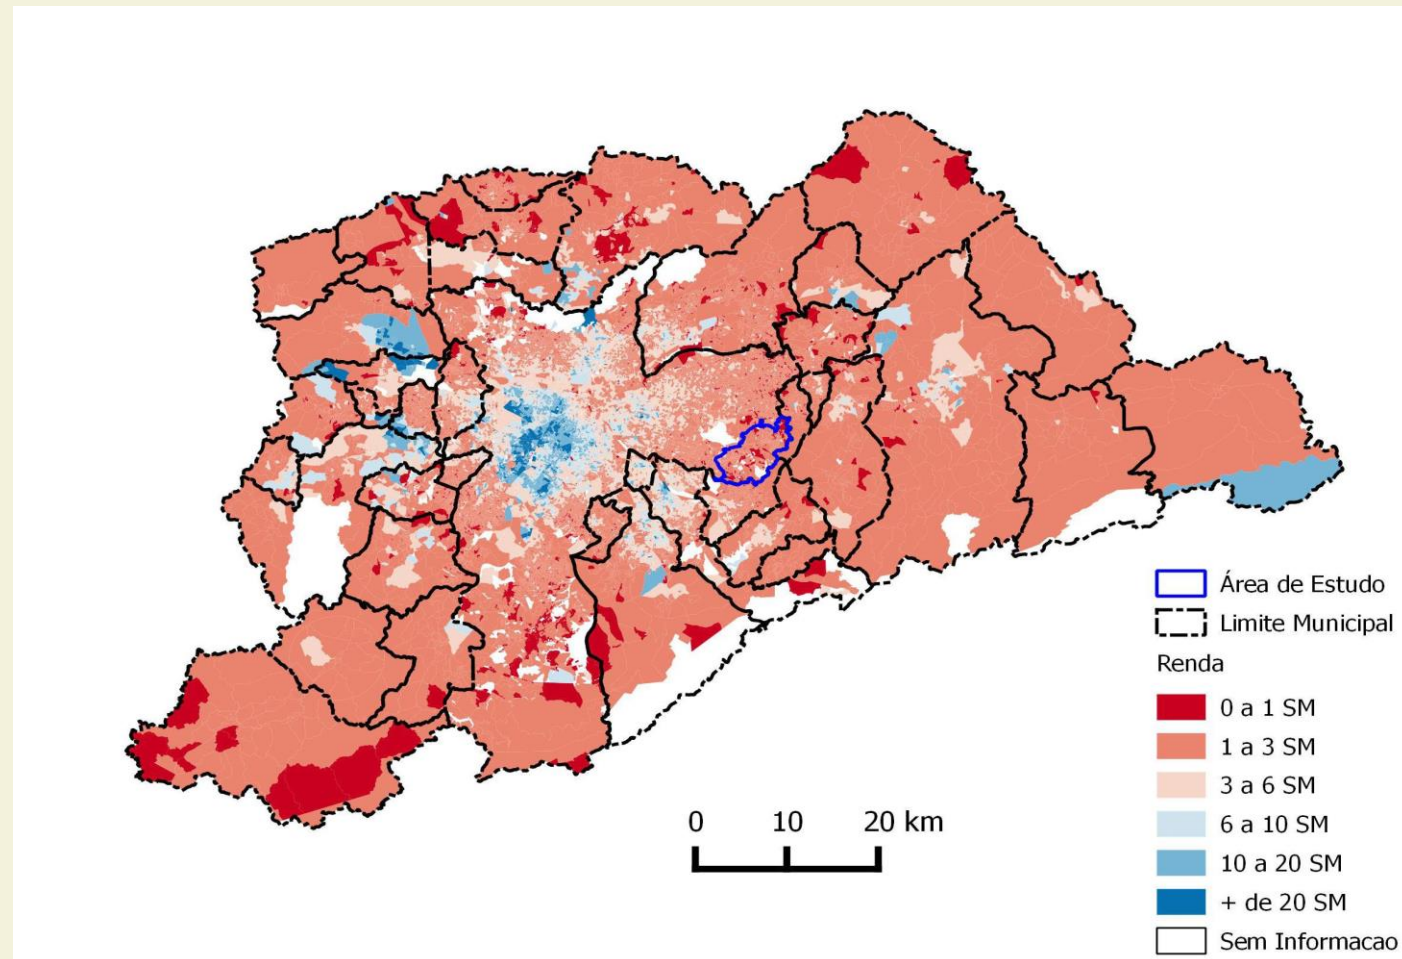 Área de Estudo
Limite Municipal
Renda
0 a 1 SM
1 a 3 SM
3 a 6 SM
6 a 10 SM
10 a 20 SM
+ de 20 SM
Sem Informacao
0 10 20 km